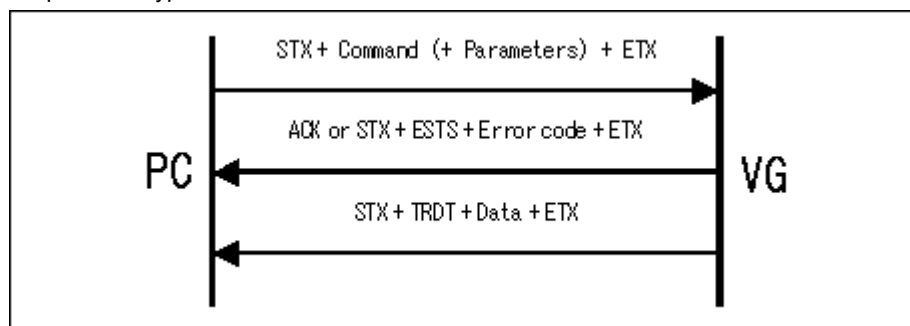 STX + Command (+ Parameters) + ETX
ACK or STX + ESTS + Error code + ETX
PC
VG
STX + TRDT + Data + ETX